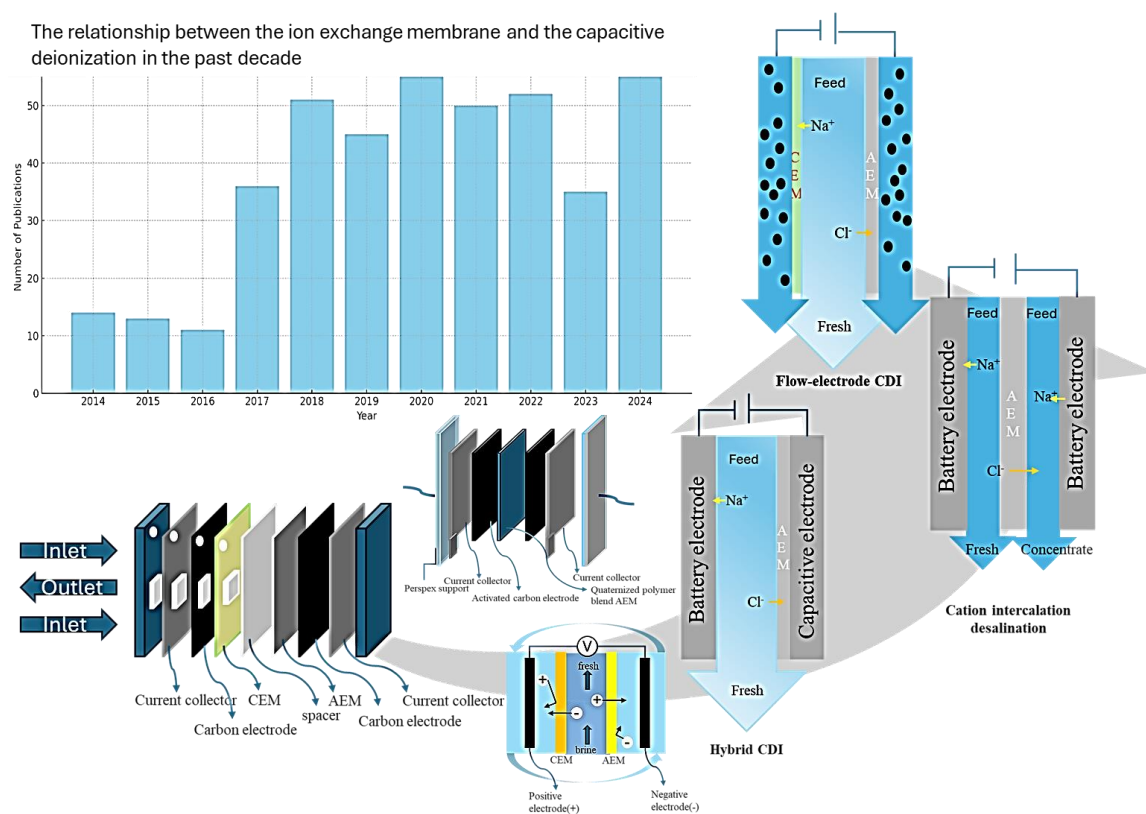 The relationship between the ion exchange membrane and the capacitive
deionization in the past decade
Number of Publications
50
40
30
20
10
0
2014 2015 2016 2017 2018 2019 2020 2021 2022 2023 2024
Year
Feed
Na⁺
CEM
AEM
Cl⁻
Fresh
Flow-electrode CDI
Feed Feed
Battery electrode
Na⁺
Na⁺
AEM
Cl⁻
Battery electrode
Fresh Concentrate
Cation intercalation
desalination
Feed
Battery electrode
Na⁺
AEM
Cl⁻
Capacitive electrode
Fresh
Hybrid CDI
Perspex support
Current collector
Activated carbon electrode
Current collector
Quaternized polymer
blend AEM
Inlet
Outlet
Inlet
Current collector
Carbon electrode
CEM
spacer
AEM
Carbon electrode
Current collector
V
fresh
+
-
+
-
brine
CEM AEM
Positive
electrode(+)
Negative
electrode(-)